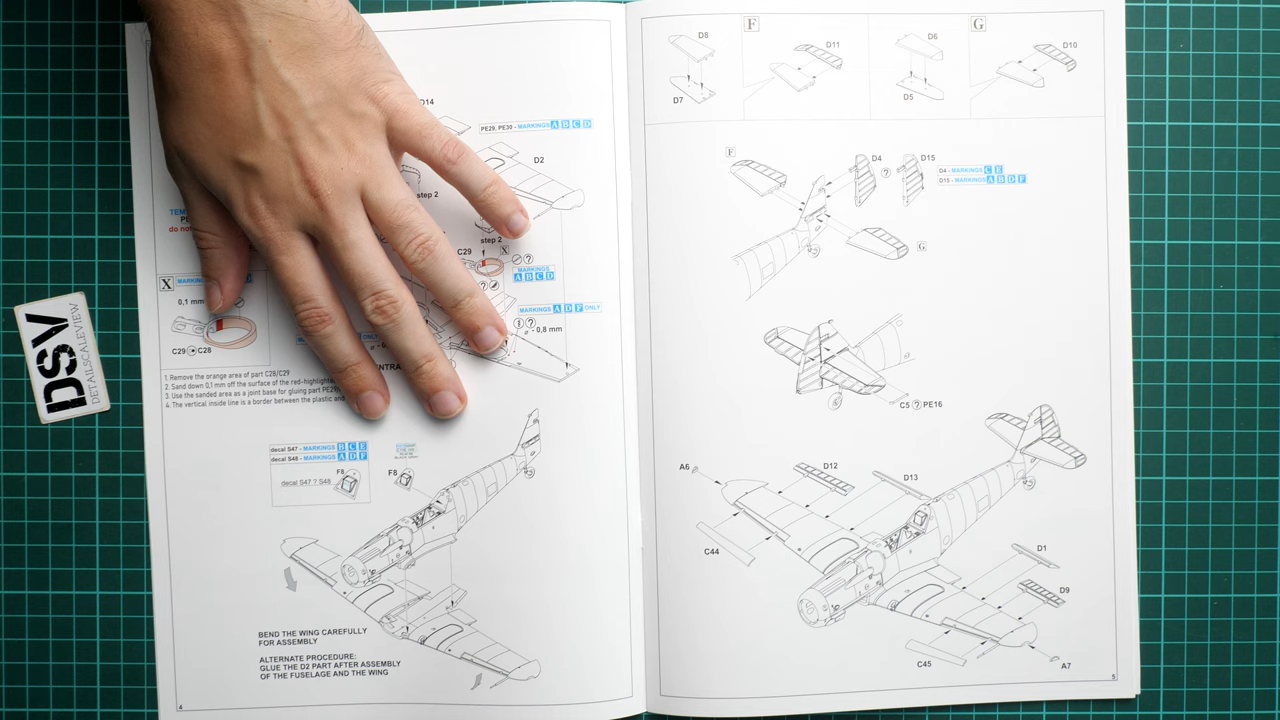 DSV
DETAILSCALEVIEW
D14
PE29, PE30 - MARKINGS A B C D
D2
step 2
step 2
C29
X
MARKINGS
A B C D
MARKINGS A D F ONLY
0,8 mm
X
0,1 mm
C29 C28
ONLY
1. Remove the orange area of part C28/C29
2. Sand down 0,1 mm off the surface of the red-highlighte
3. Use the sanded area as a joint base for gluing part PE29
4. The vertical inside line is a border between the plastic and
decal S47 - MARKINGS B C E
decal S48 - MARKINGS A D F
decal S47 ? S48
F8
F8
BEND THE WING CAREFULLY
FOR ASSEMBLY
ALTERNATE PROCEDURE:
GLUE THE D2 PART AFTER ASSEMBLY
OF THE FUSELAGE AND THE WING
4
D8
D7
F
D11
D6
D5
G
D10
F
D4
?
D15
D4 - MARKINGS C E
D15 - MARKINGS A B D F
G
C5 ? PE16
A6
D12
D13
C44
D1
D9
C45
A7
5